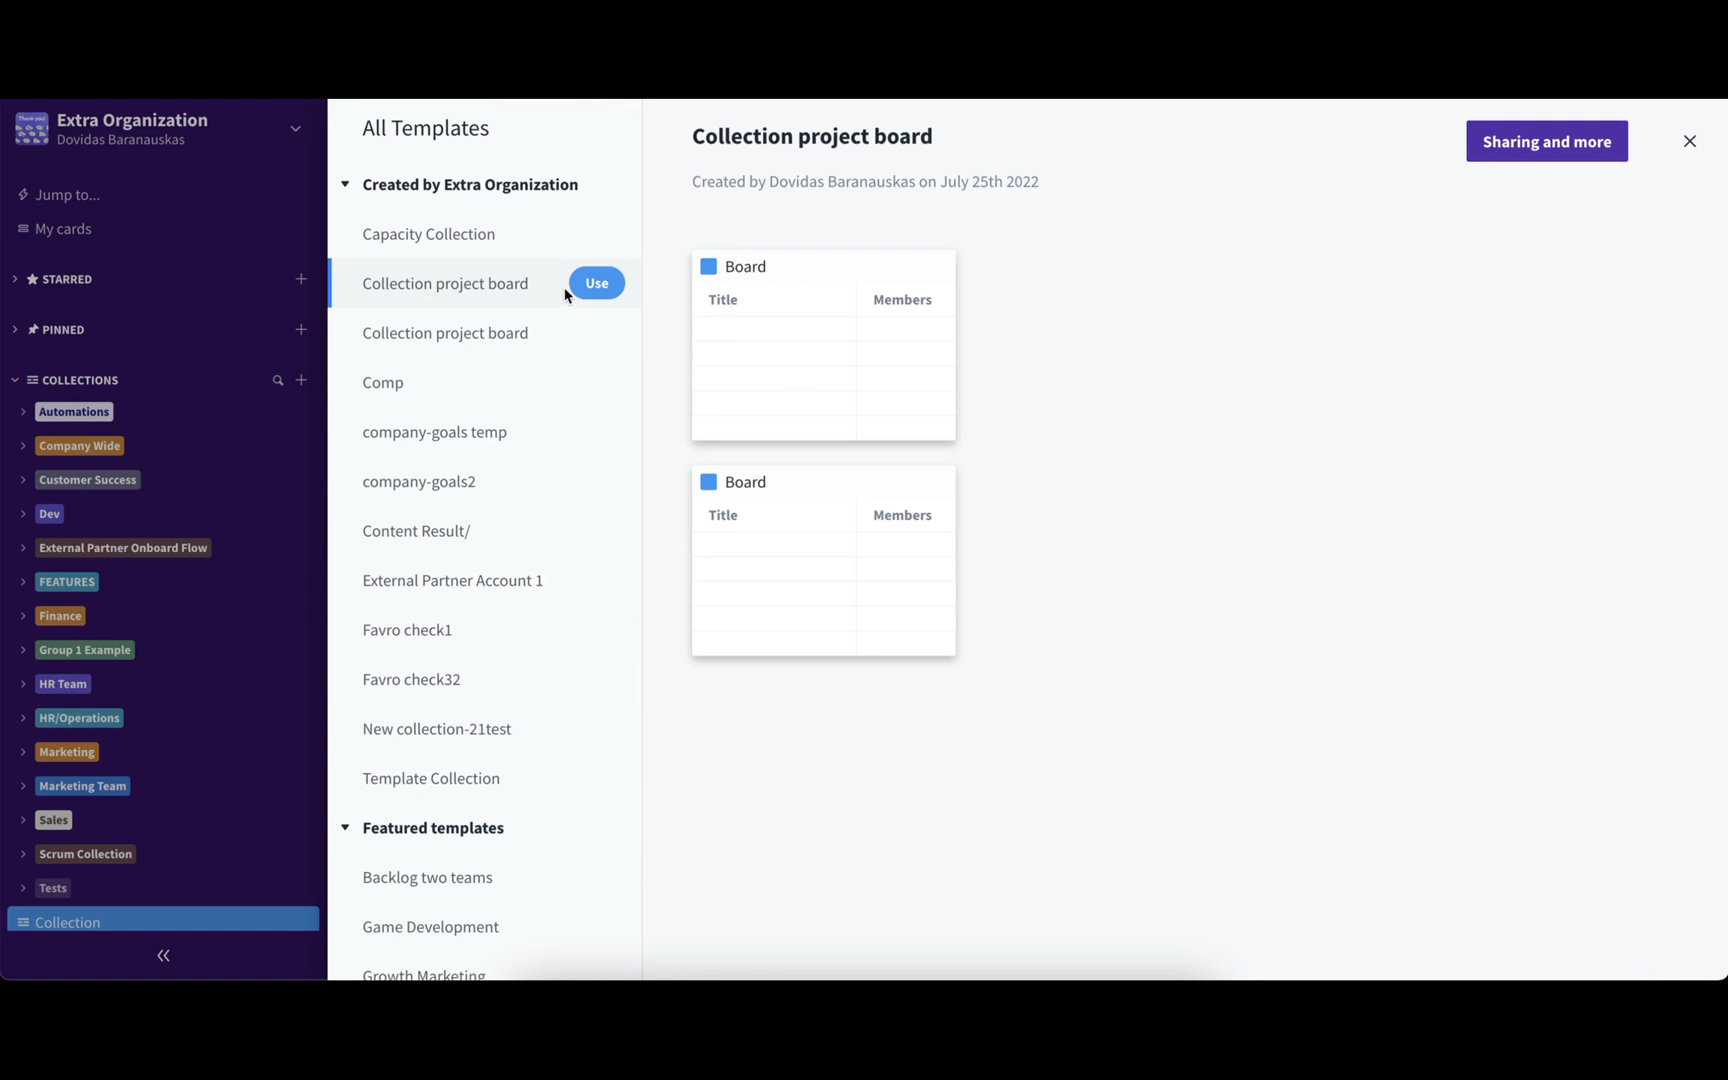 Thank you!
Extra Organization
Dovidas Baranauskas
Jump to...
My cards
STARRED
PINNED
COLLECTIONS
Automations
Company Wide
Customer Success
Dev
External Partner Onboard Flow
FEATURES
Finance
Group 1 Example
HR Team
HR/Operations
Marketing
Marketing Team
Sales
Scrum Collection
Tests
Collection
All Templates
Created by Extra Organization
Capacity Collection
Collection project board
Use
Collection project board
Comp
company-goals temp
company-goals2
Content Result/
External Partner Account 1
Favro check1
Favro check32
New collection-21test
Template Collection
Featured templates
Backlog two teams
Game Development
Growth Marketing
Collection project board
Created by Dovidas Baranauskas on July 25th 2022
Sharing and more
Board
Title Members
Board
Title Members